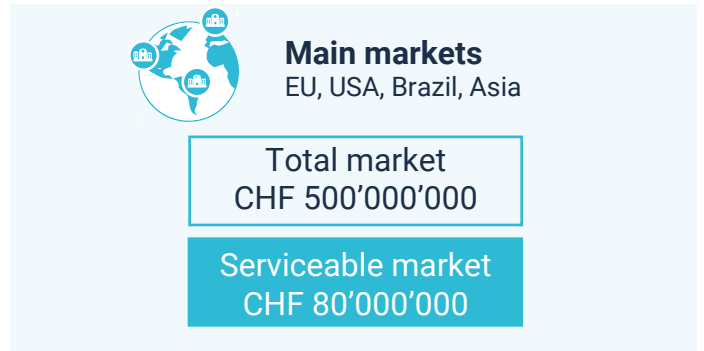 Main markets
EU, USA, Brazil, Asia
Total market
CHF 500’000’000
Serviceable market
CHF 80’000’000